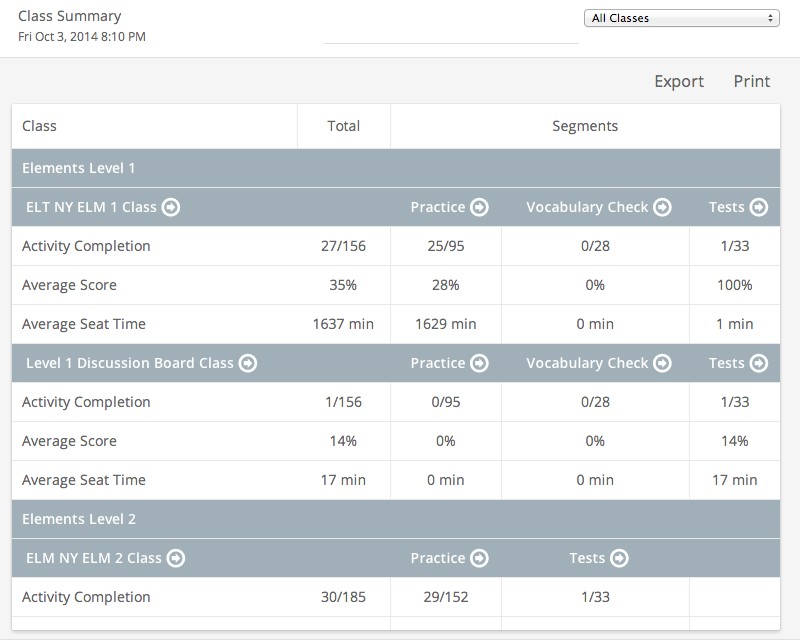 Class Summary
All Classes
Fri Oct 3, 2014 8:10 PM
Export Print
Class Total Segments
Elements Level 1
ELT NY ELM 1 Class Practice Vocabulary Check Tests
Activity Completion 27/156 25/95 0/28 1/33
Average Score 35% 28% 0% 100%
Average Seat Time 1637 min 1629 min 0 min 1 min
Level 1 Discussion Board Class Practice Vocabulary Check Tests
Activity Completion 1/156 0/95 0/28 1/33
Average Score 14% 0% 0% 14%
Average Seat Time 17 min 0 min 0 min 17 min
Elements Level 2
ELM NY ELM 2 Class Practice Tests
Activity Completion 30/185 29/152 1/33